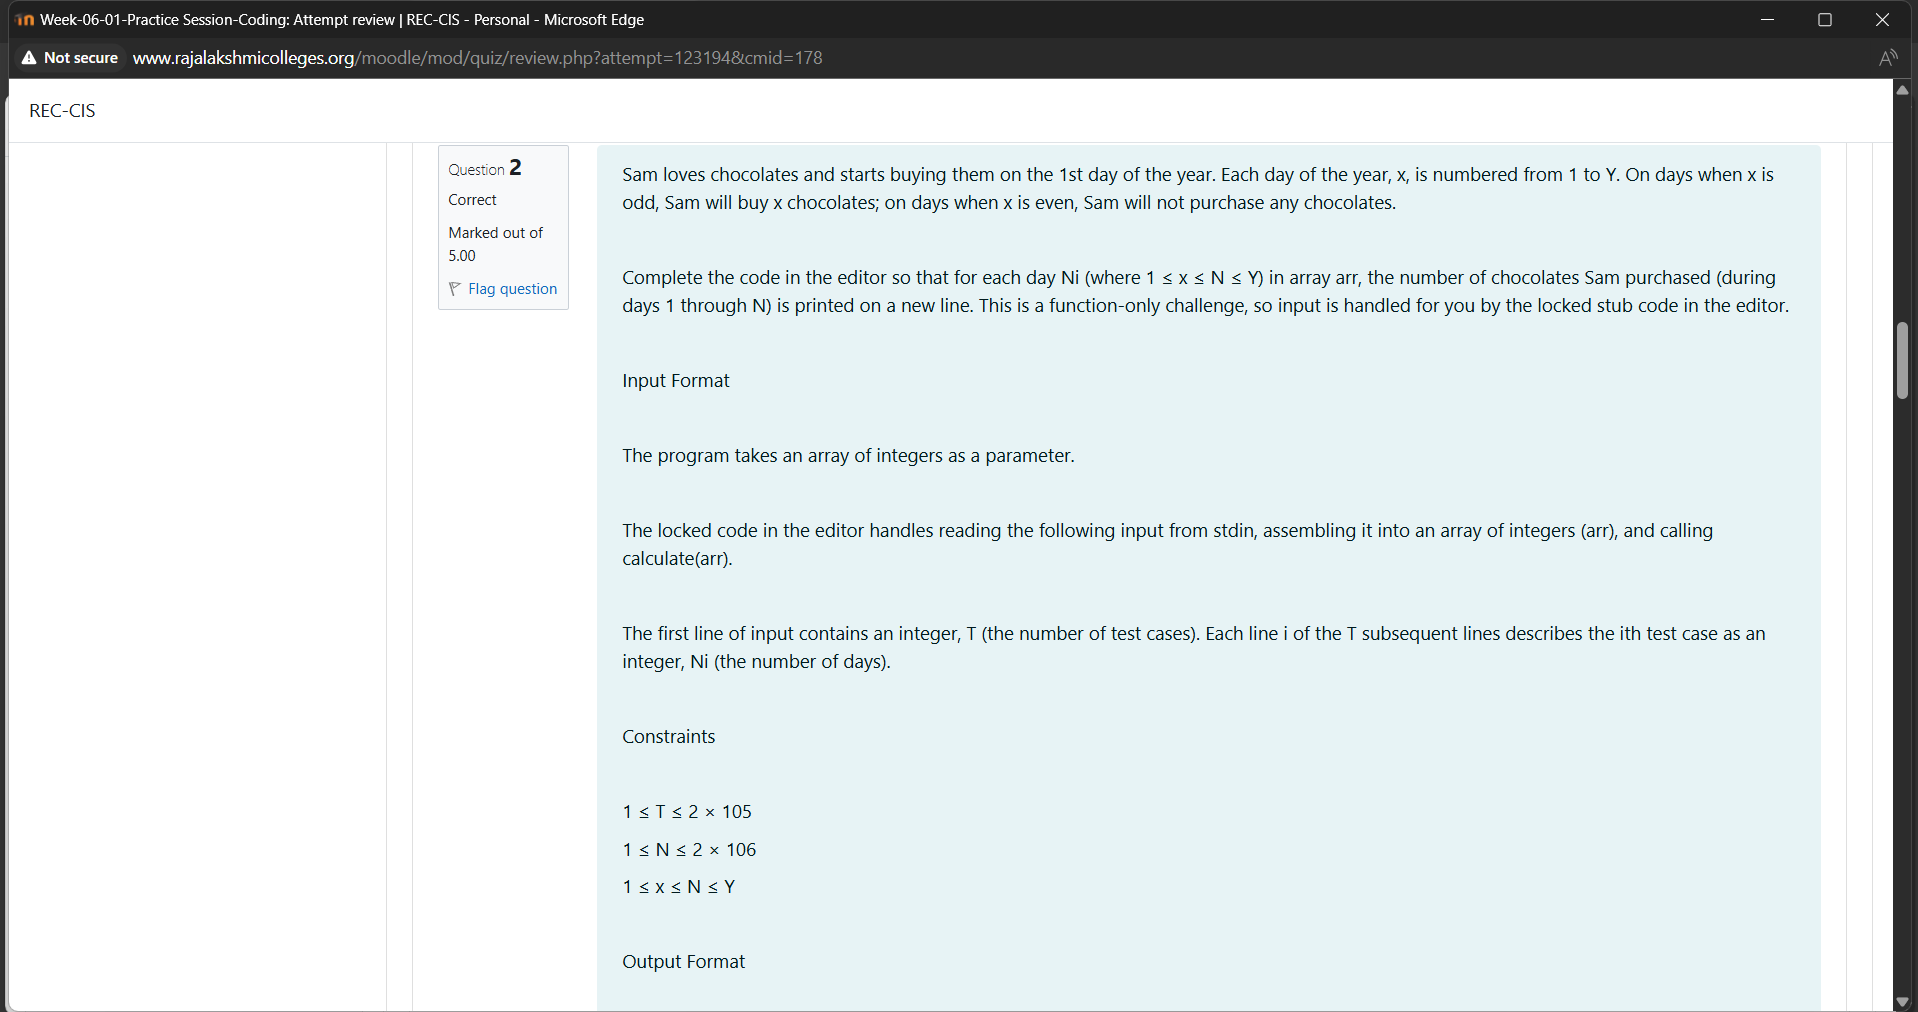 Week-06-01-Practice Session-Coding: Attempt review | REC-CIS - Personal - Microsoft Edge
Not secure www.rajalakshmicolleges.org/moodle/mod/quiz/review.php?attempt=123194&cmid=178
REC-CIS
Question 2
Correct
Marked out of
5.00
Flag question
Sam loves chocolates and starts buying them on the 1st day of the year. Each day of the year, x, is numbered from 1 to Y. On days when x is
odd, Sam will buy x chocolates; on days when x is even, Sam will not purchase any chocolates.
Complete the code in the editor so that for each day Ni (where 1 ≤ x ≤ N ≤ Y) in array arr, the number of chocolates Sam purchased (during
days 1 through N) is printed on a new line. This is a function-only challenge, so input is handled for you by the locked stub code in the editor.
Input Format
The program takes an array of integers as a parameter.
The locked code in the editor handles reading the following input from stdin, assembling it into an array of integers (arr), and calling
calculate(arr).
The first line of input contains an integer, T (the number of test cases). Each line i of the T subsequent lines describes the ith test case as an
integer, Ni (the number of days).
Constraints
1 ≤ T ≤ 2 × 105
1 ≤ N ≤ 2 × 106
1 ≤ x ≤ N ≤ Y
Output Format